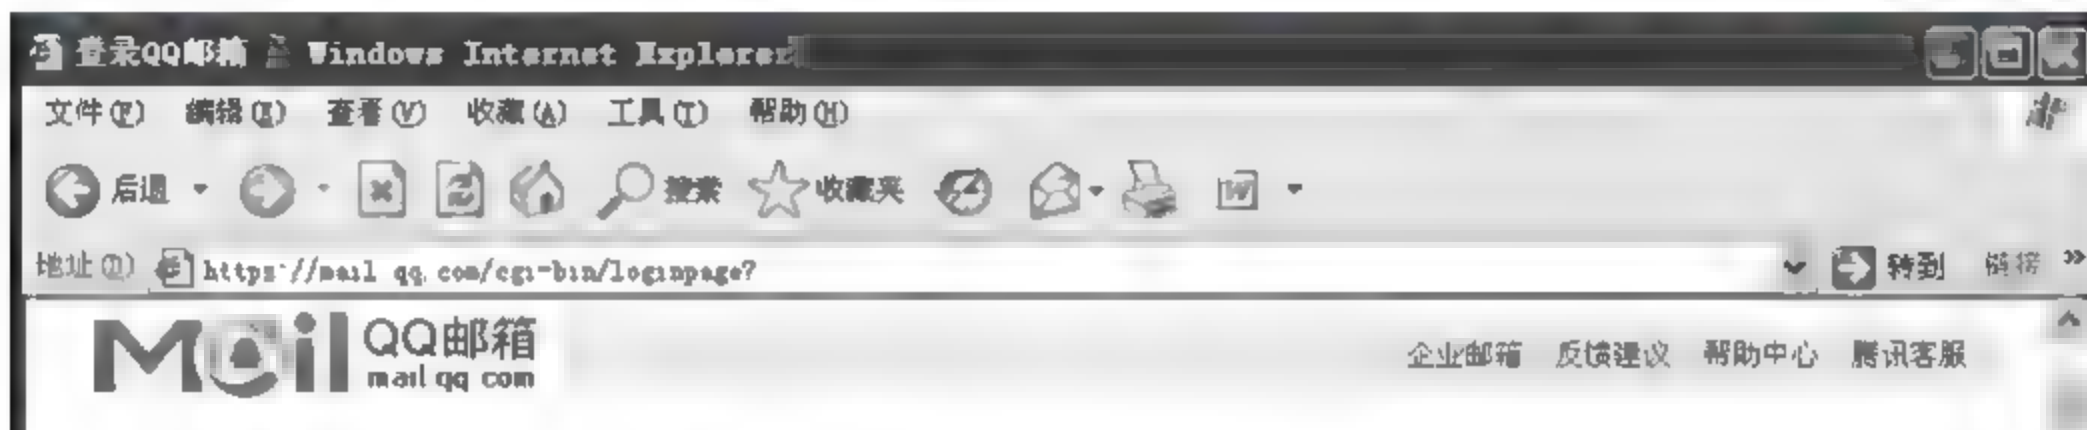 登录QQ邮箱 - Windows Internet Explorer
文件(F) 编辑(E) 查看(V) 收藏(A) 工具(T) 帮助(H)
后退 搜索 收藏夹
地址(D) https://mail.qq.com/cgi-bin/loginpage? 转到 链接 »
Mail QQ邮箱 企业邮箱 反馈建议 帮助中心 腾讯客服
mail.qq.com